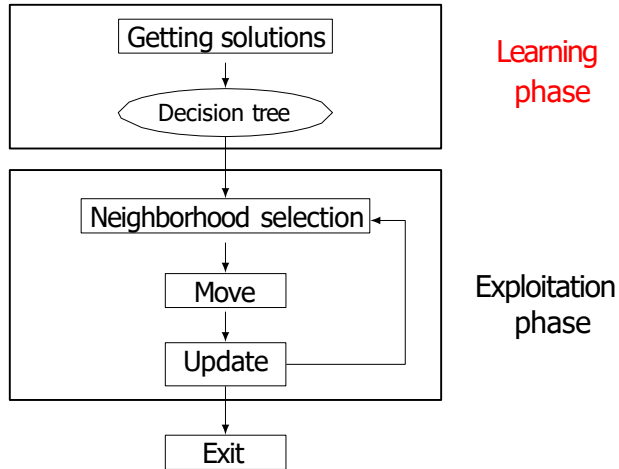 Getting solutions
Learning
phase
Decision tree
Neighborhood selection
Move
Exploitation
phase
Update
Exit